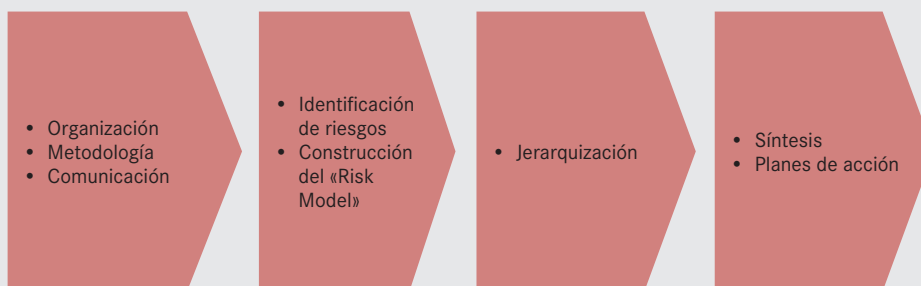 • Organización
• Metodología
• Comunicación
• Identificación
de riesgos
• Construcción
del «Risk
Model»
• Jerarquización
• Síntesis
• Planes de acción